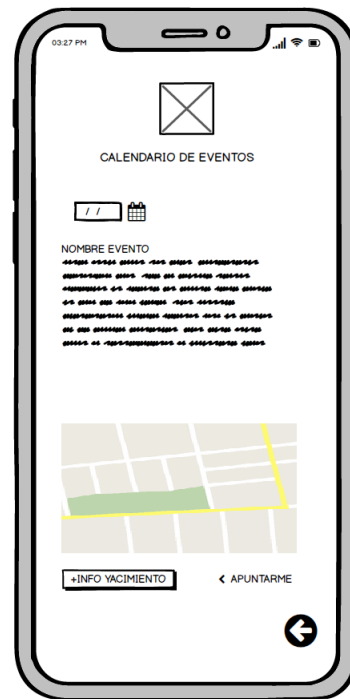 03:27 PM
CALENDARIO DE EVENTOS
/ /
NOMBRE EVENTO
+INFO YACIMIENTO
< APUNTARME